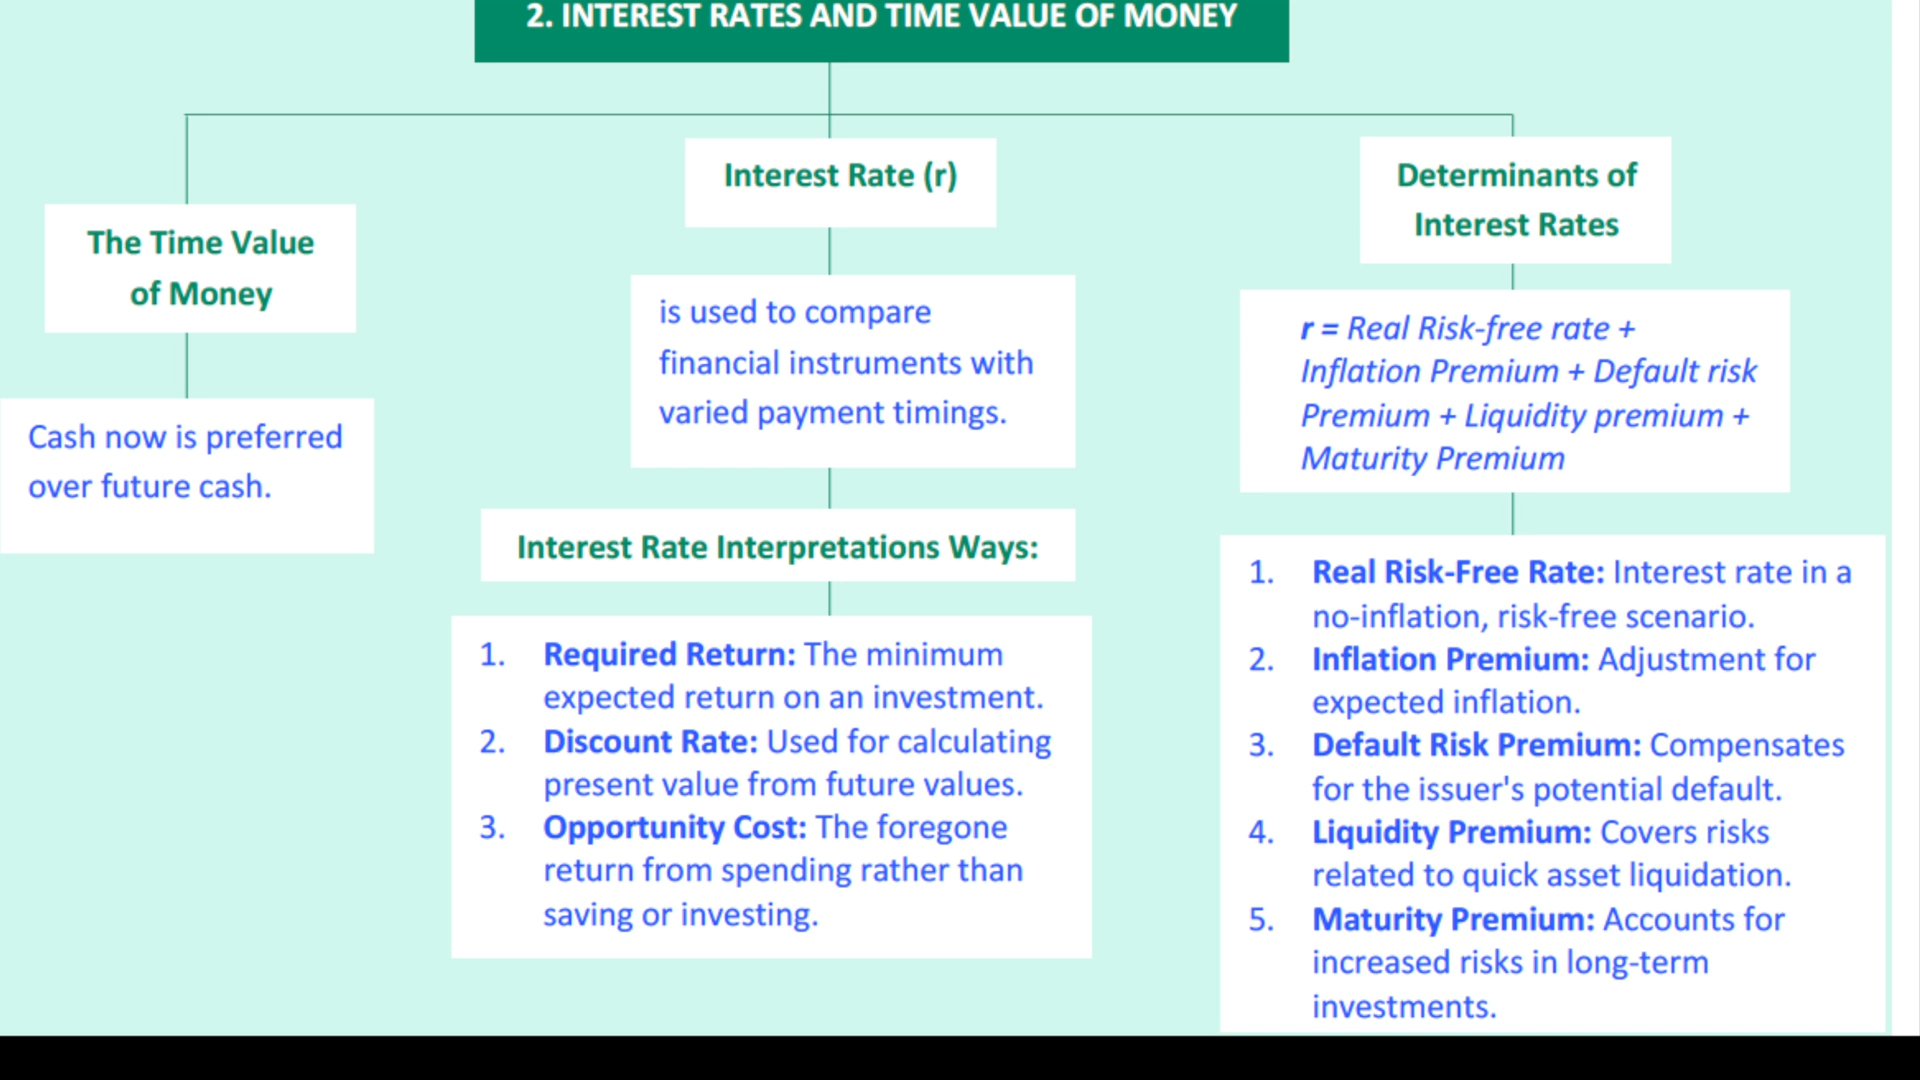 2. INTEREST RATES AND TIME VALUE OF MONEY
The Time Value
of Money
Cash now is preferred
over future cash.
Interest Rate (r)
is used to compare
financial instruments with
varied payment timings.
Interest Rate Interpretations Ways:
1. Required Return: The minimum
expected return on an investment.
2. Discount Rate: Used for calculating
present value from future values.
3. Opportunity Cost: The foregone
return from spending rather than
saving or investing.
Determinants of
Interest Rates
r = Real Risk-free rate +
Inflation Premium + Default risk
Premium + Liquidity premium +
Maturity Premium
1. Real Risk-Free Rate: Interest rate in a
no-inflation, risk-free scenario.
2. Inflation Premium: Adjustment for
expected inflation.
3. Default Risk Premium: Compensates
for the issuer's potential default.
4. Liquidity Premium: Covers risks
related to quick asset liquidation.
5. Maturity Premium: Accounts for
increased risks in long-term
investments.